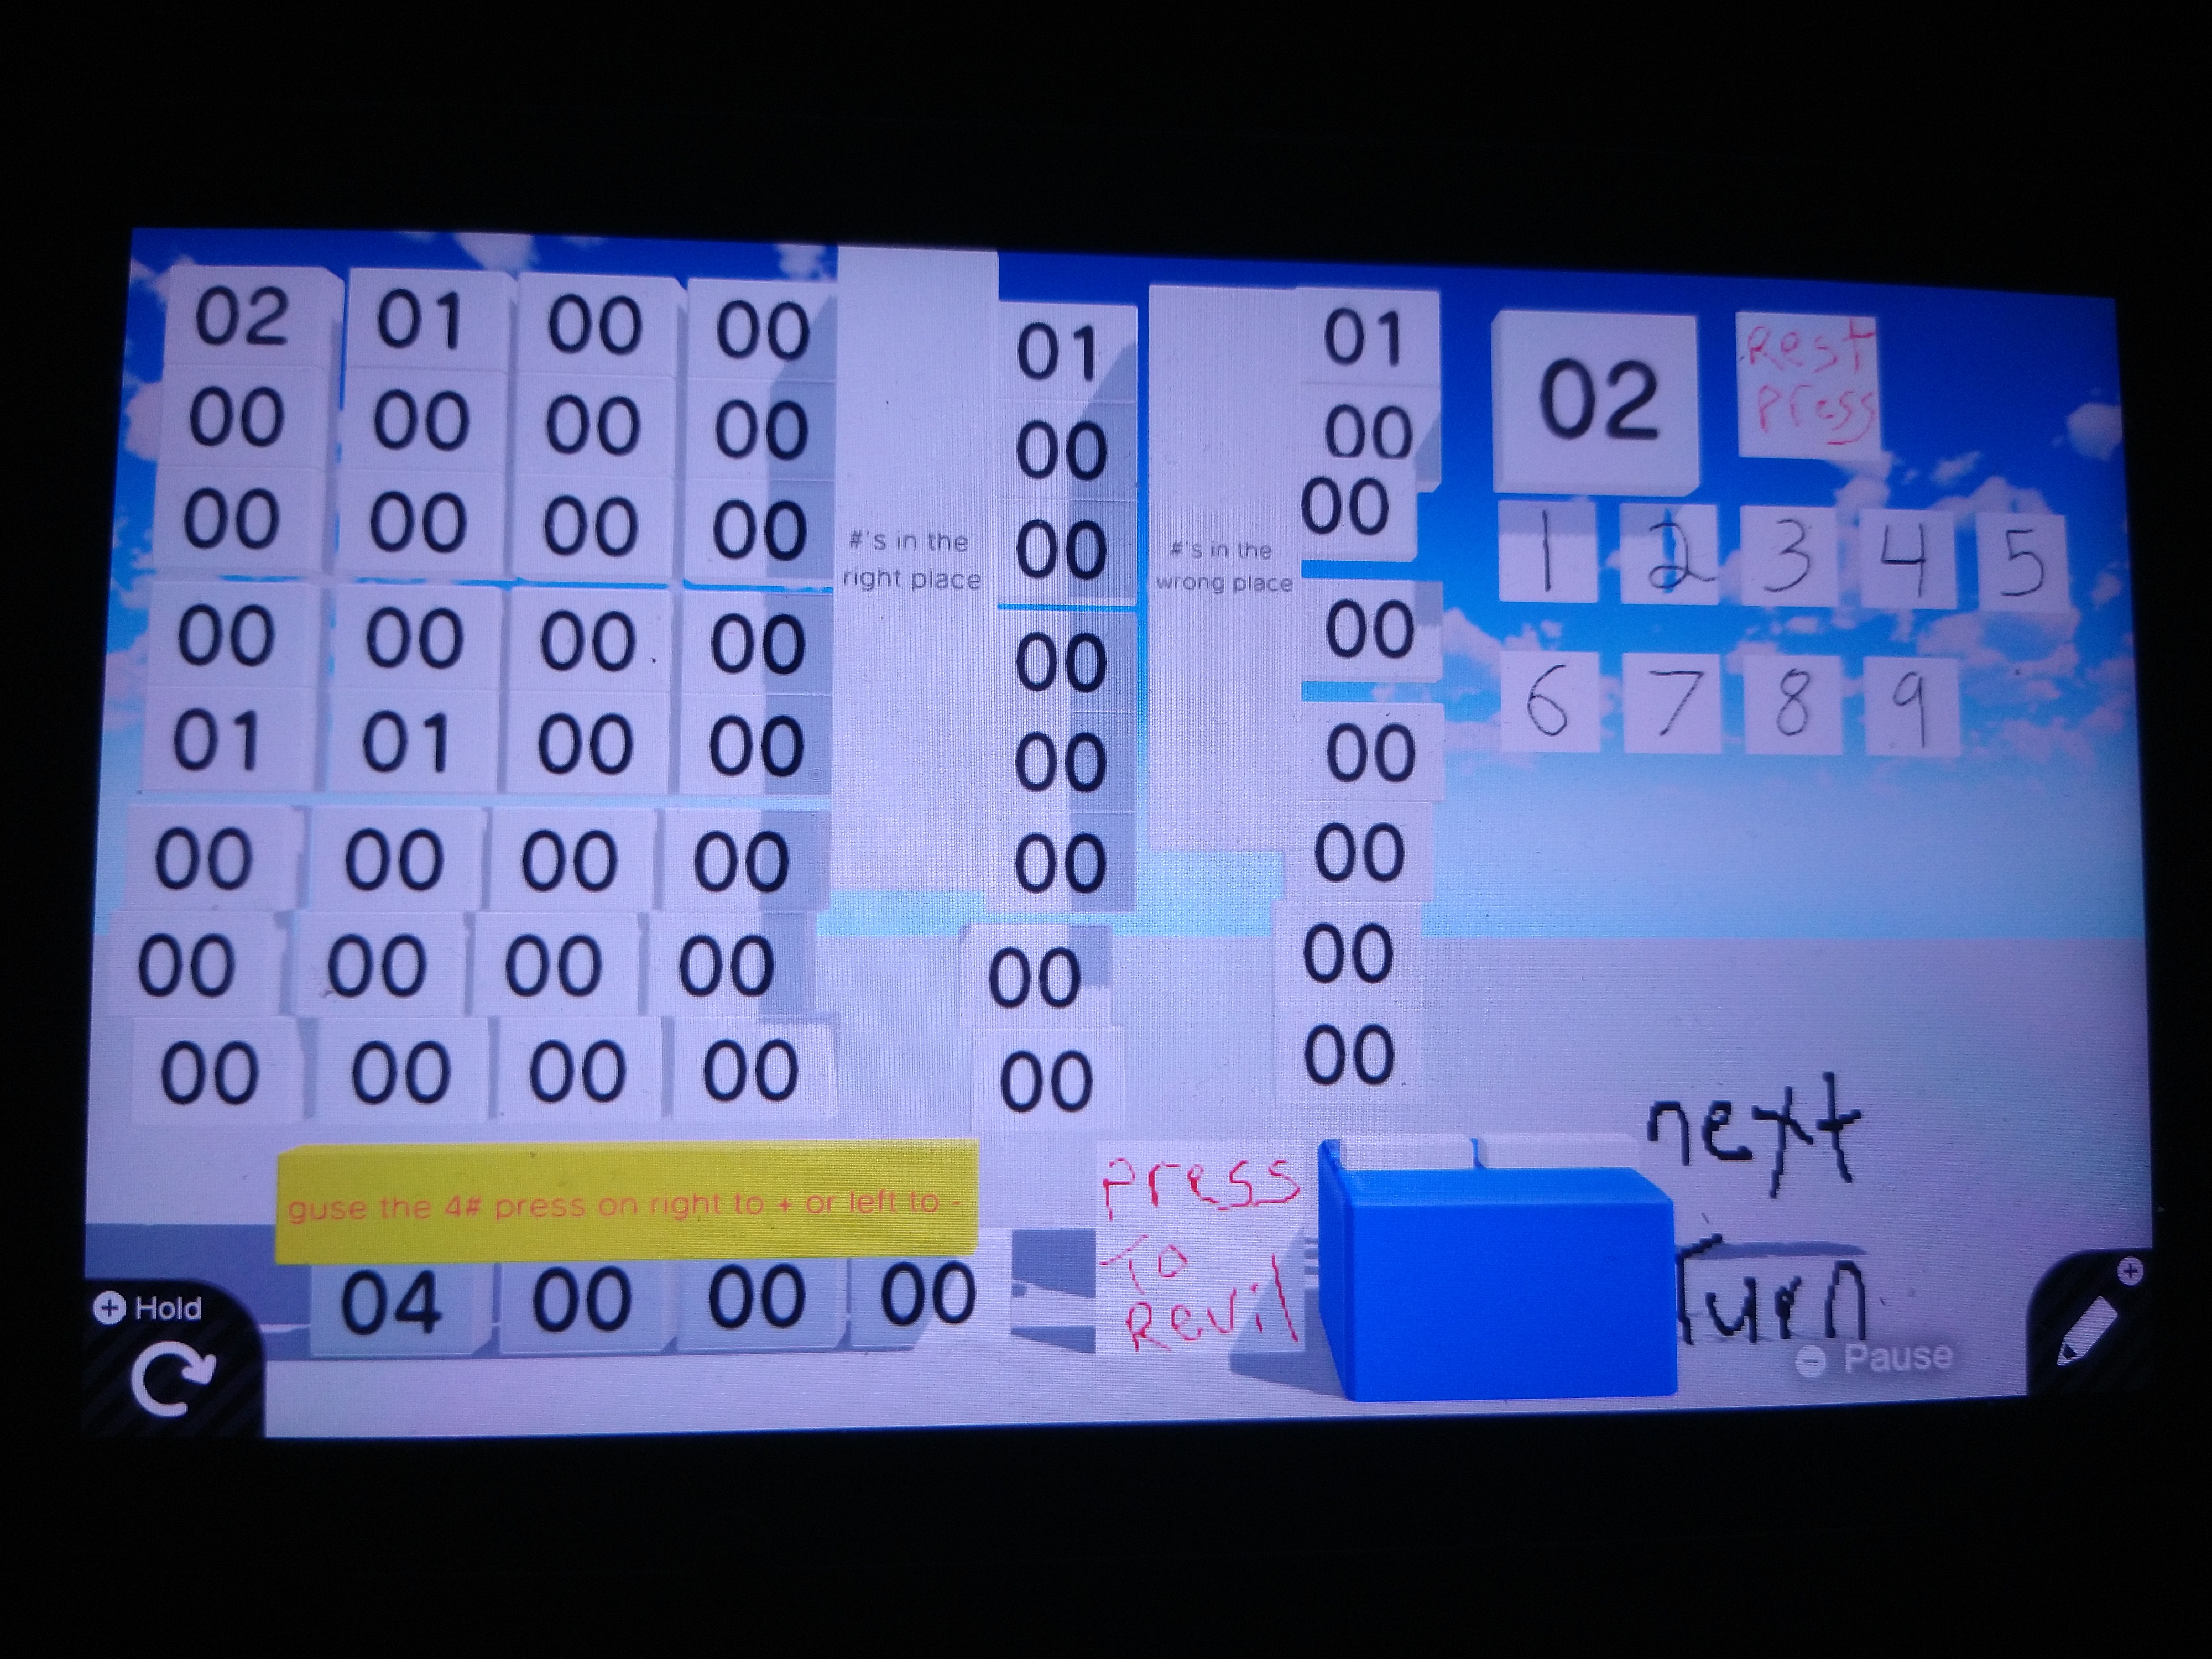 02 01 00 00 01 01
00 00 00 00 00 00
00 00 00 00 00 00
00 00 00 00 00 00
01 01 00 00 00 00
00 00 00 00 00 00
00 00 00 00 00 00
00 00 00 00 00 00
#'s in the
right place
#'s in the
wrong place
02
Rest
press
1 2 3 4 5
6 7 8 9
guse the 4# press on right to + or left to -
04 00 00 00
press
To
Revil
next
Turn
+ Hold
- Pause
+